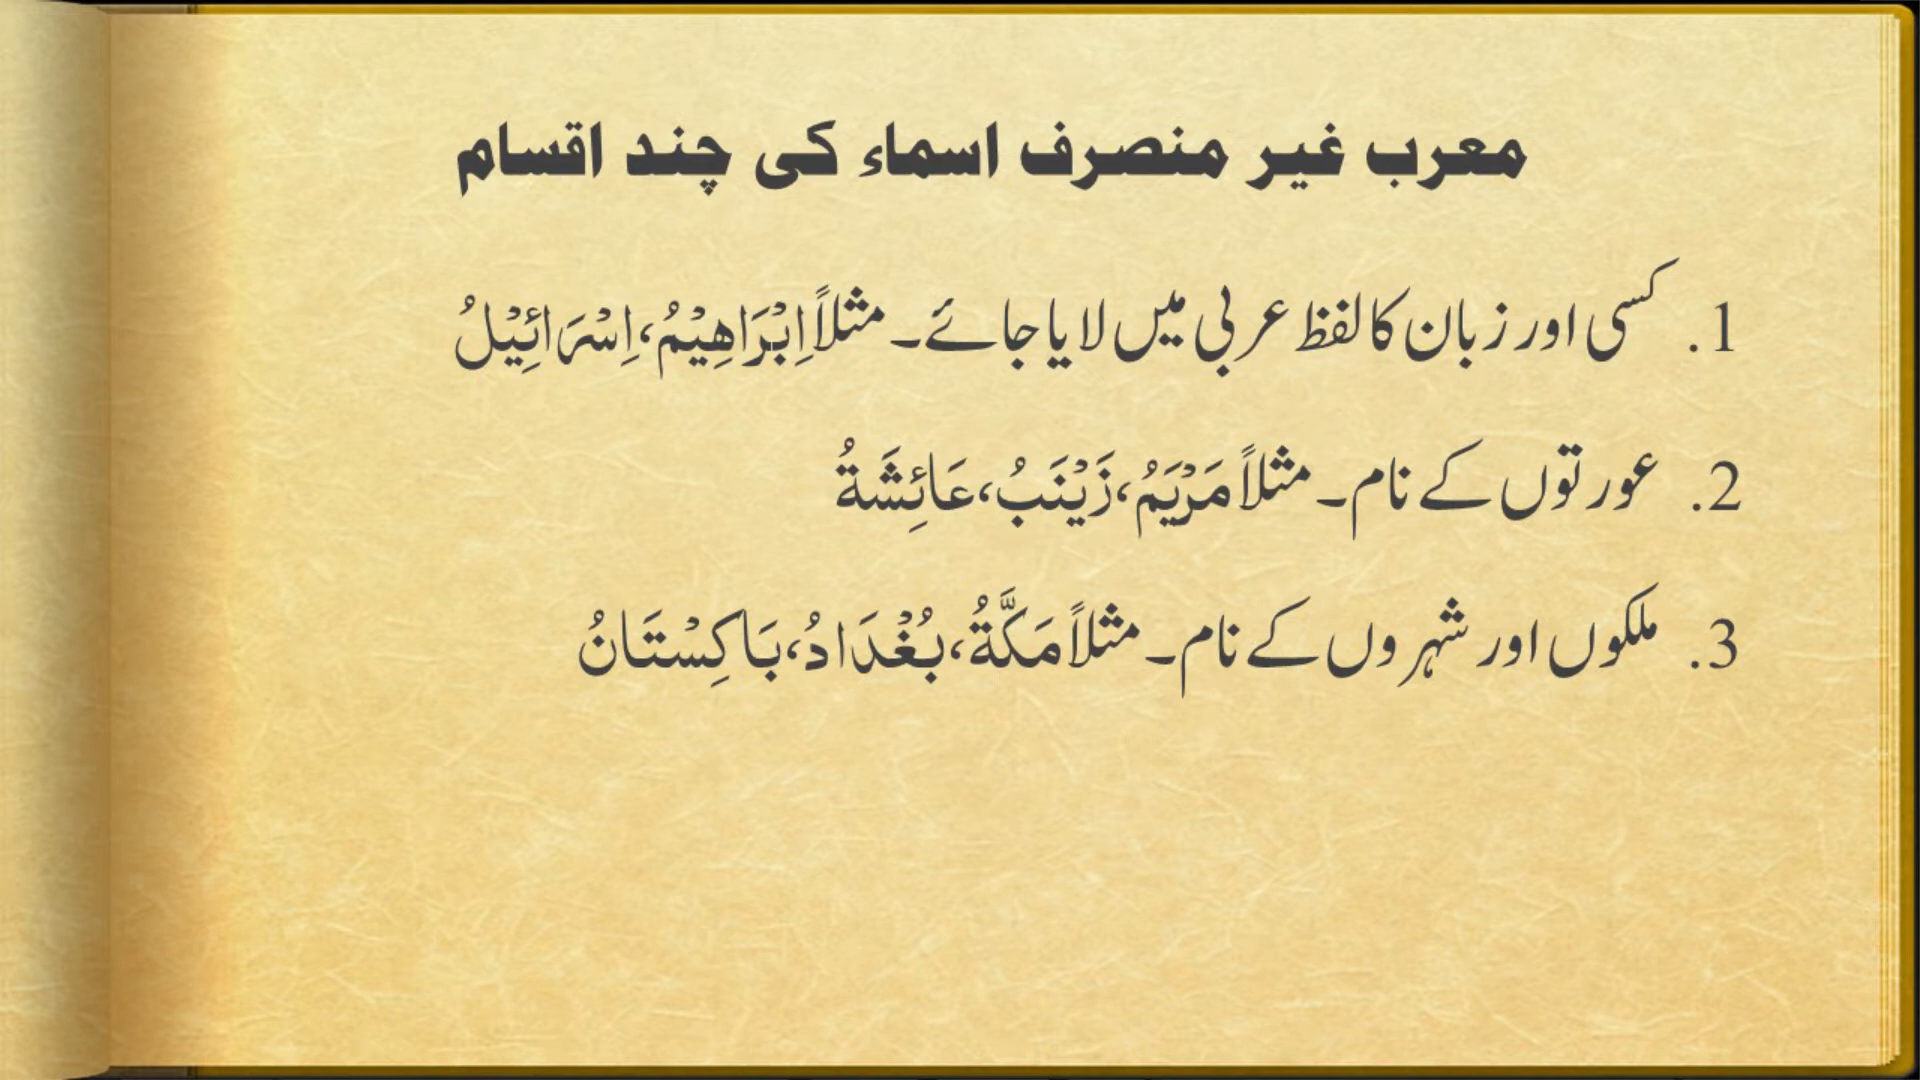 معرب غیر منصرف اسماء کی چند اقسام
1. کسی اور زبان کا لفظ عربی میں لایا جائے۔ مثلاً اِبْرَاهِيْمُ، اِسْرَائِيْلُ
2. عورتوں کے نام۔ مثلاً مَرْيَمُ، زَيْنَبُ، عَائِشَةُ
3. ملکوں اور شہروں کے نام۔ مثلاً مَكَّةُ، بُغْدَادُ، بَاكِسْتَانُ